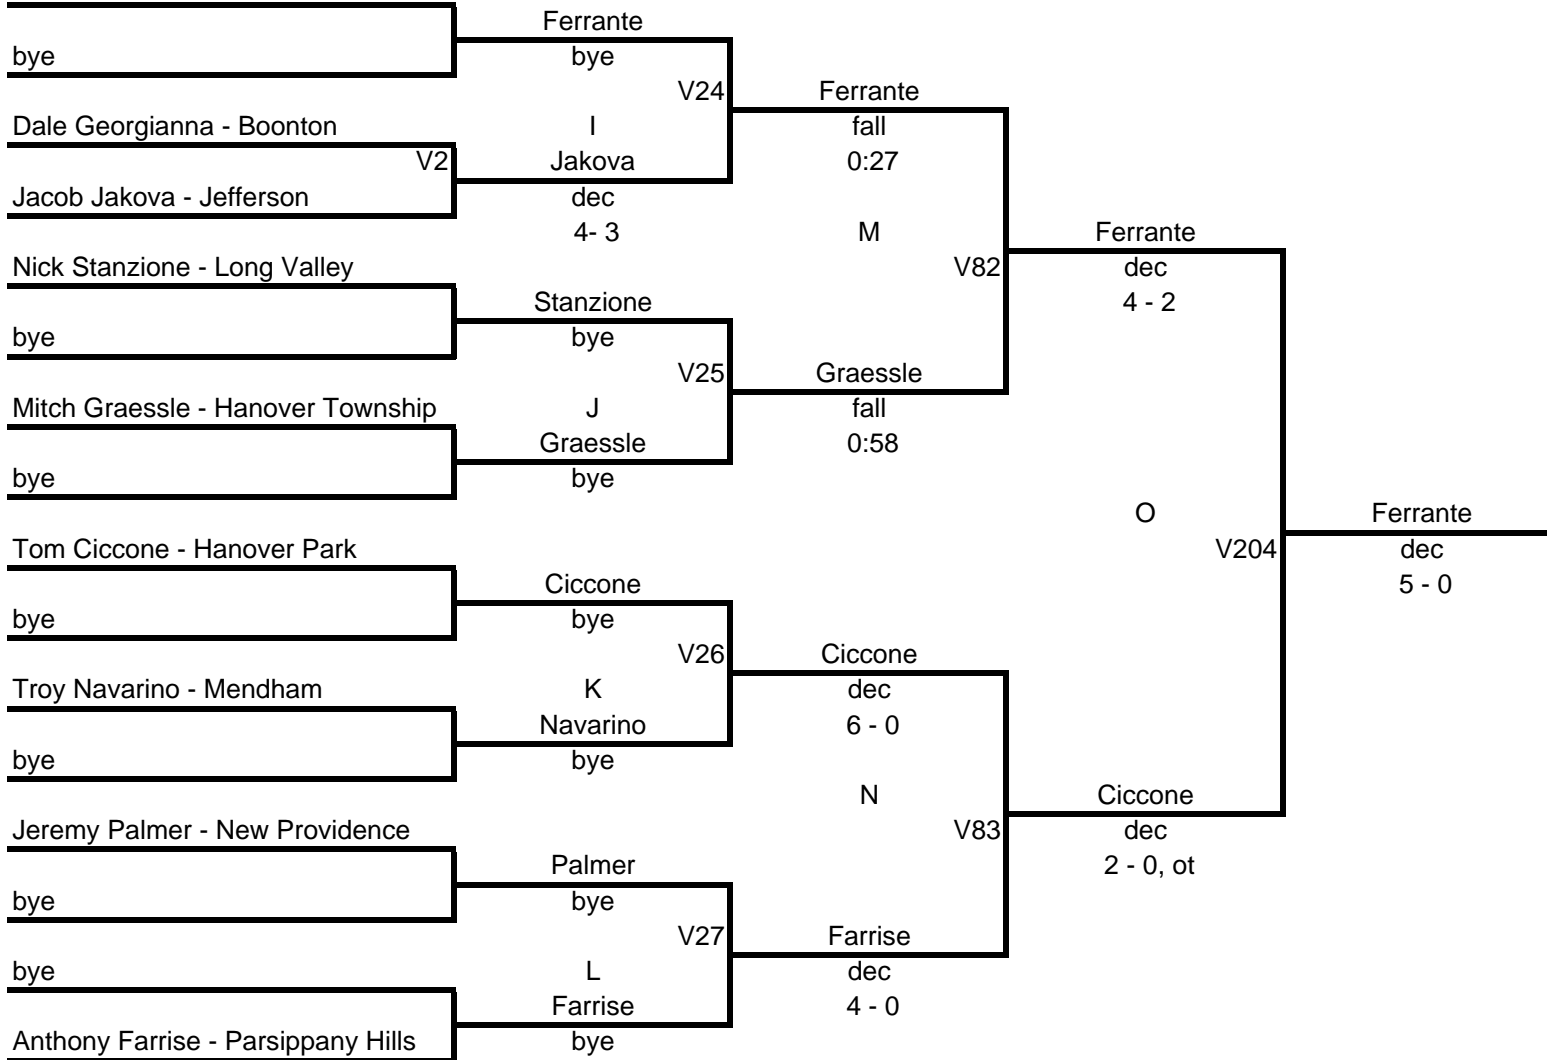 Ferrante
bye
bye
V24
Ferrante
Dale Georgianna - Boonton
I
fall
V2
Jakova
0:27
Jacob Jakova - Jefferson
dec
4- 3
M
Ferrante
Nick Stanzione - Long Valley
V82
dec
Stanzione
4 - 2
bye
bye
V25
Graessle
Mitch Graessle - Hanover Township
J
fall
Graessle
0:58
bye
bye
O
Ferrante
Tom Ciccone - Hanover Park
V204
dec
Ciccone
5 - 0
bye
bye
V26
Ciccone
Troy Navarino - Mendham
K
dec
Navarino
6 - 0
bye
bye
N
Ciccone
Jeremy Palmer - New Providence
V83
dec
Palmer
2 - 0, ot
bye
bye
V27
Farrise
bye
L
dec
Farrise
4 - 0
Anthony Farrise - Parsippany Hills
bye